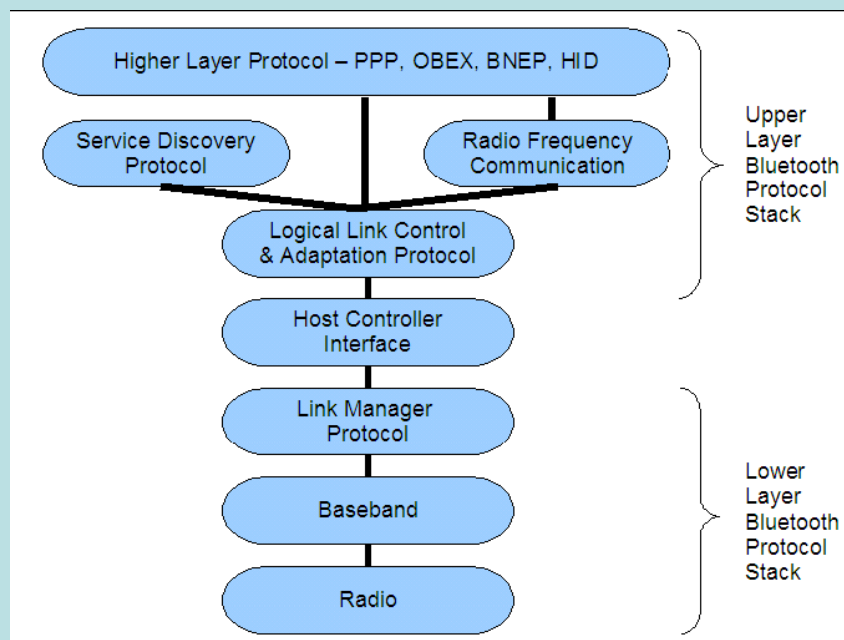 Higher Layer Protocol – PPP, OBEX, BNEP, HID
Service Discovery
Protocol
Radio Frequency
Communication
Logical Link Control
& Adaptation Protocol
Host Controller
Interface
Link Manager
Protocol
Baseband
Radio
Upper
Layer
Bluetooth
Protocol
Stack
Lower
Layer
Bluetooth
Protocol
Stack